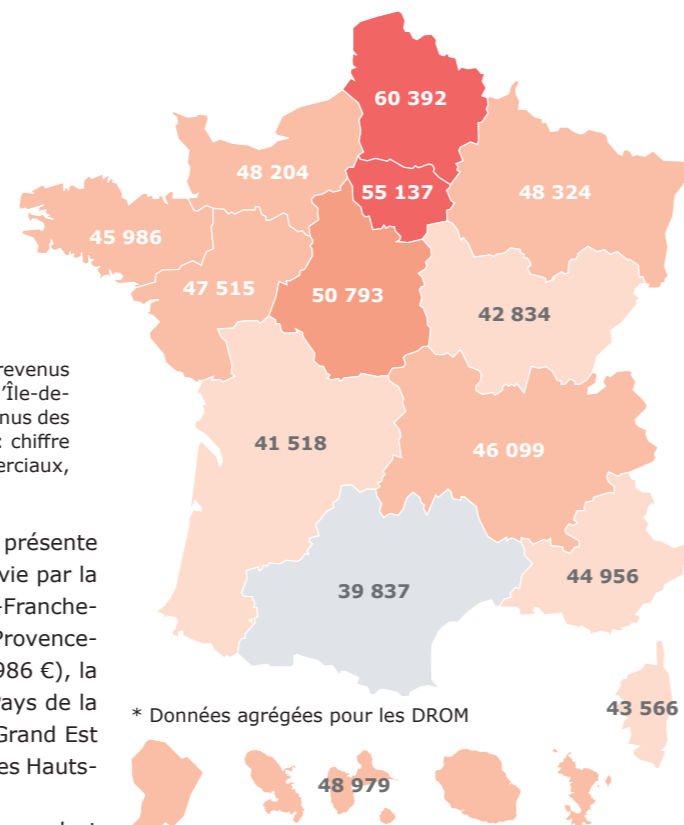 60 392
48 204
55 137
48 324
45 986
47 515
50 793
42 834
revenus
'Île-de-
nus des
: chiffre
erciaux,
41 518
46 099
présente
vie par la
-Franche-
Provence-
986 €), la
Pays de la
Grand Est
es Hauts-
39 837
44 956
43 566
* Données agrégées pour les DROM
48 979